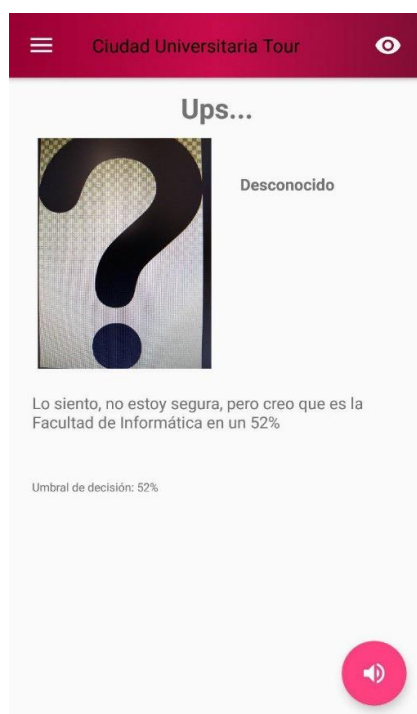 Ciudad Universitaria Tour
Ups...
?
Desconocido
Lo siento, no estoy segura, pero creo que es la
Facultad de Informática en un 52%
Umbral de decisión: 52%